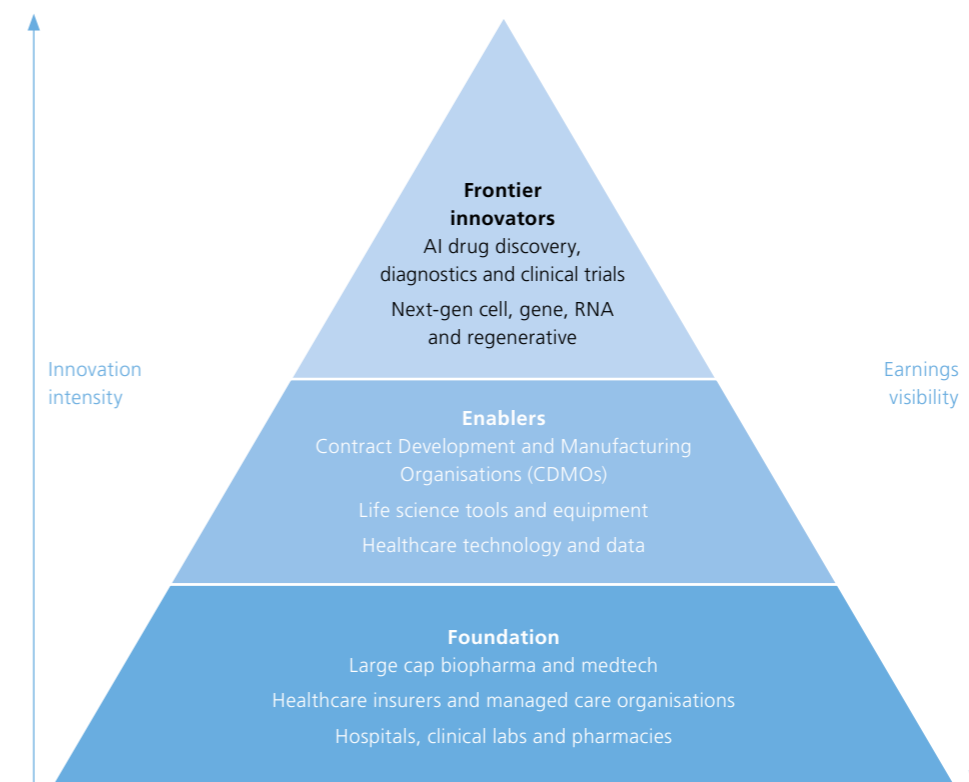 Frontier
innovators
AI drug discovery,
diagnostics and clinical trials
Next-gen cell, gene, RNA
and regenerative
Innovation
intensity
Earnings
visibility
Enablers
Contract Development and Manufacturing
Organisations (CDMOs)
Life science tools and equipment
Healthcare technology and data
Foundation
Large cap biopharma and medtech
Healthcare insurers and managed care organisations
Hospitals, clinical labs and pharmacies